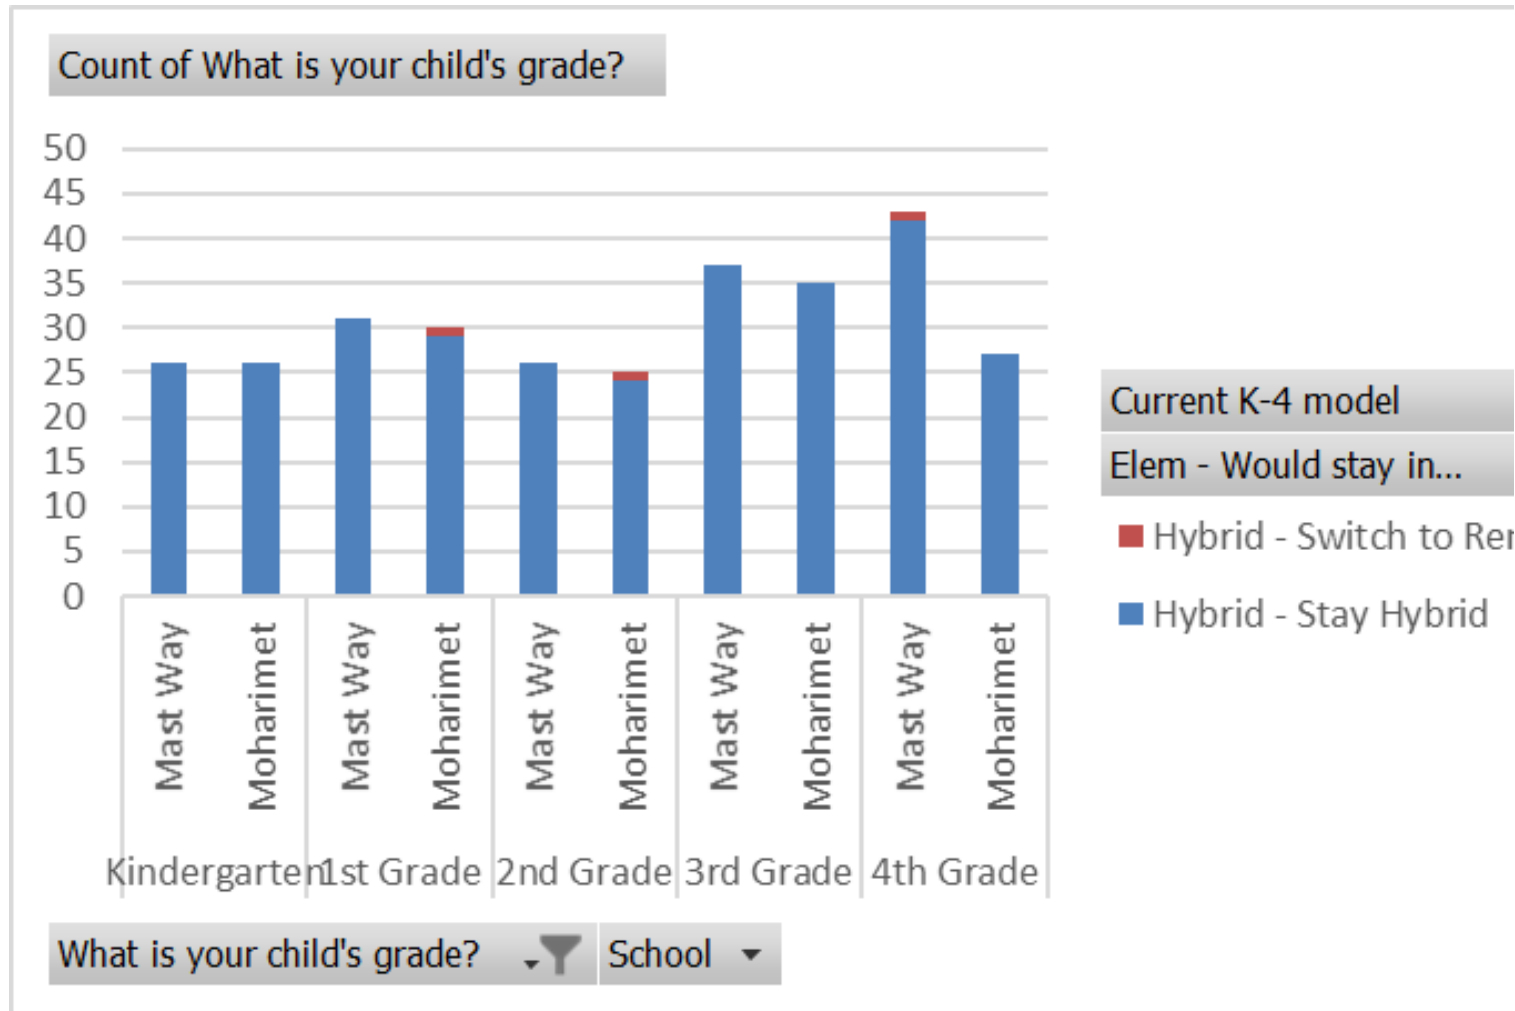 Count of What is your child's grade?
50
45
40
35
30
25
20
15
10
5
0
Mast Way
Moharimet
Mast Way
Moharimet
Mast Way
Moharimet
Mast Way
Moharimet
Mast Way
Moharimet
Kindergarten
1st Grade
2nd Grade
3rd Grade
4th Grade
Current K-4 model
Elem - Would stay in...
Hybrid - Switch to
Hybrid - Stay Hybrid
What is your child's grade?
School